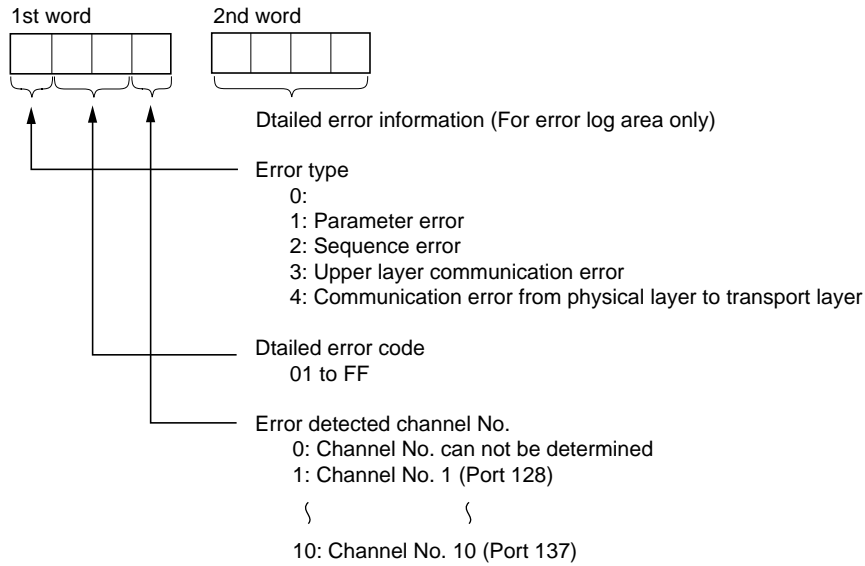 1st word
2nd word
Dtailed error information (For error log area only)
Error type
0:
1: Parameter error
2: Sequence error
3: Upper layer communication error
4: Communication error from physical layer to transport layer
Dtailed error code
01 to FF
Error detected channel No.
0: Channel No. can not be determined
1: Channel No. 1 (Port 128)
10: Channel No. 10 (Port 137)